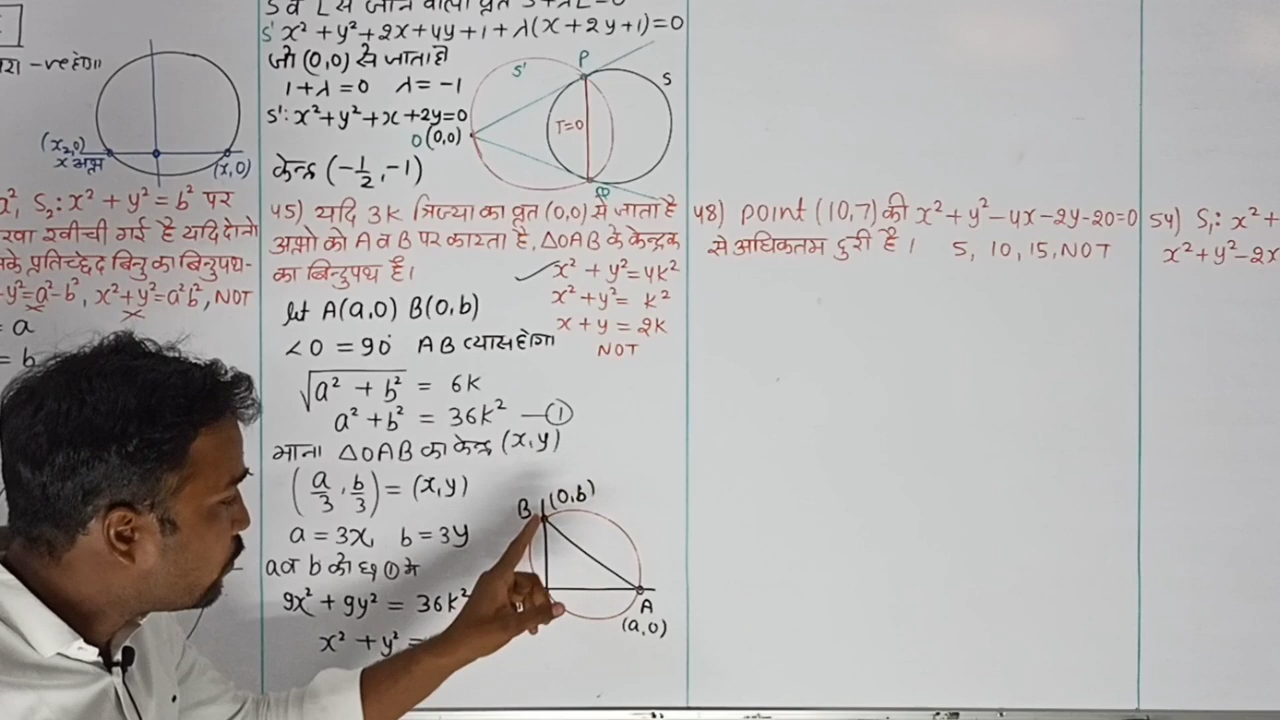 S व L से जाने वाला वृत S+λL=0
S' x² + y² + 2x + 4y + 1 + λ(x + 2y + 1) = 0
जो (0,0) से जाता है
1 + λ = 0 λ = -1
S': x² + y² + x + 2y = 0
केन्द्र (-1/2, -1)
S'
P
S
T=0
O (0,0)
-ve होगा
(x₂,0)
x अक्ष
(x,0)
S₂: x² + y² = b² पर
खींची गई है यदि दोनो
के प्रतिच्छेद बिन्दु का बिन्दुपथ-
y² = a² - b², x² + y² = a² b², NOT
= a
= b
45) यदि 3K त्रिज्या का वृत (0,0) से जाता है
अक्षो को A व B पर काटता है, △OAB के केन्द्रक
का बिन्दुपथ है।
✓ x² + y² = 4K²
x² + y² = K²
x + y = 2K
NOT
let A(a,0) B(0,b)
<O = 90° AB व्यास होगा
√a² + b² = 6K
a² + b² = 36K² —①
माना △OAB का केन्द्र (x,y)
(a/3, b/3) = (x,y)
a = 3x, b = 3y
a व b को ① मे
9x² + 9y² = 36K²
x² + y² =
B (0,b)
A
(a,0)
48) point (10,7) की x² + y² - 4x - 2y - 20 = 0
से अधिकतम दुरी है। 5, 10, 15, NOT
54) S₁: x² +
x² + y² - 2x